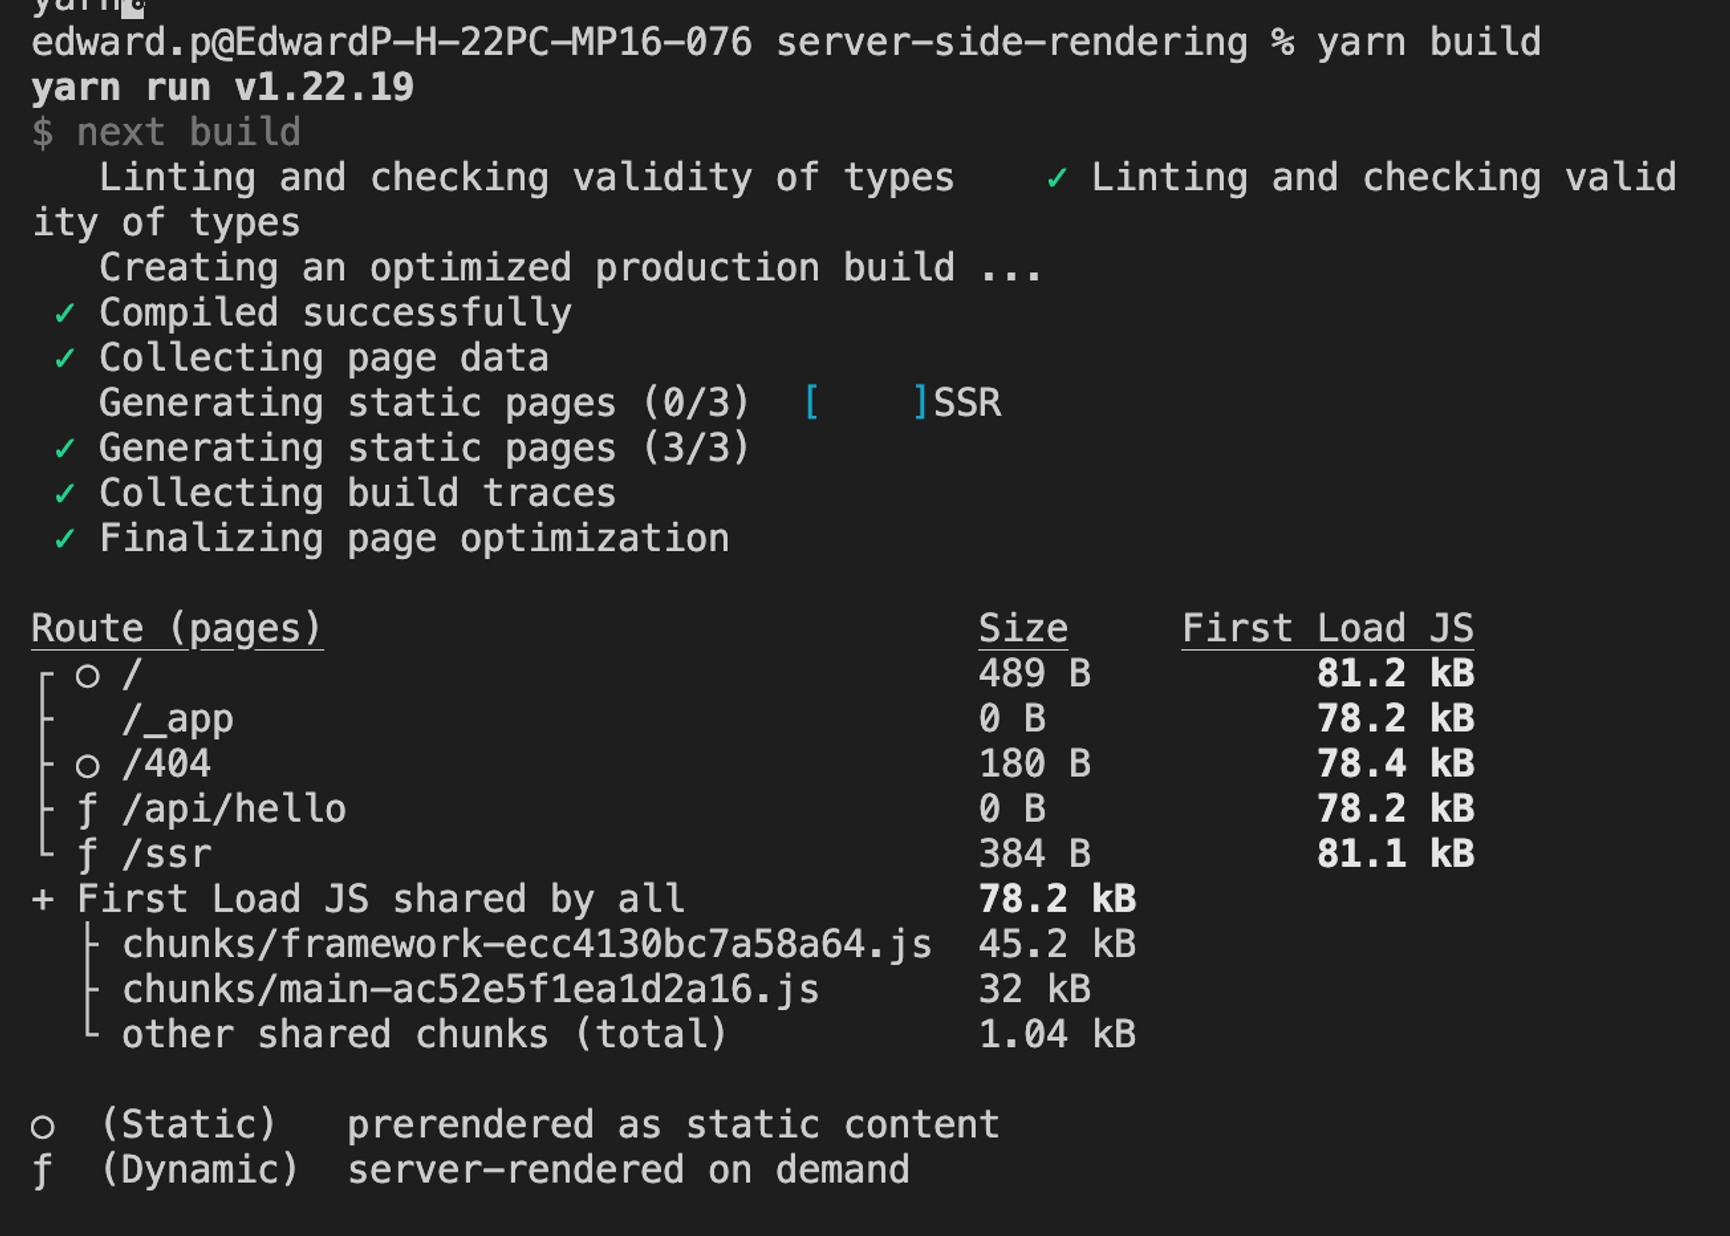 yarn
edward.p@EdwardP-H-22PC-MP16-076 server-side-rendering % yarn build
yarn run v1.22.19
$ next build
   Linting and checking validity of types    ✓ Linting and checking valid
ity of types
   Creating an optimized production build ...
 ✓ Compiled successfully
 ✓ Collecting page data
   Generating static pages (0/3)  [    ]SSR
 ✓ Generating static pages (3/3)
 ✓ Collecting build traces
 ✓ Finalizing page optimization
Route (pages)                             Size     First Load JS
┌ ○ /                                     489 B          81.2 kB
├   /_app                                 0 B            78.2 kB
├ ○ /404                                  180 B          78.4 kB
├ ƒ /api/hello                            0 B            78.2 kB
└ ƒ /ssr                                  384 B          81.1 kB
+ First Load JS shared by all             78.2 kB
  ├ chunks/framework-ecc4130bc7a58a64.js  45.2 kB
  ├ chunks/main-ac52e5f1ea1d2a16.js       32 kB
  └ other shared chunks (total)           1.04 kB
○  (Static)   prerendered as static content
ƒ  (Dynamic)  server-rendered on demand